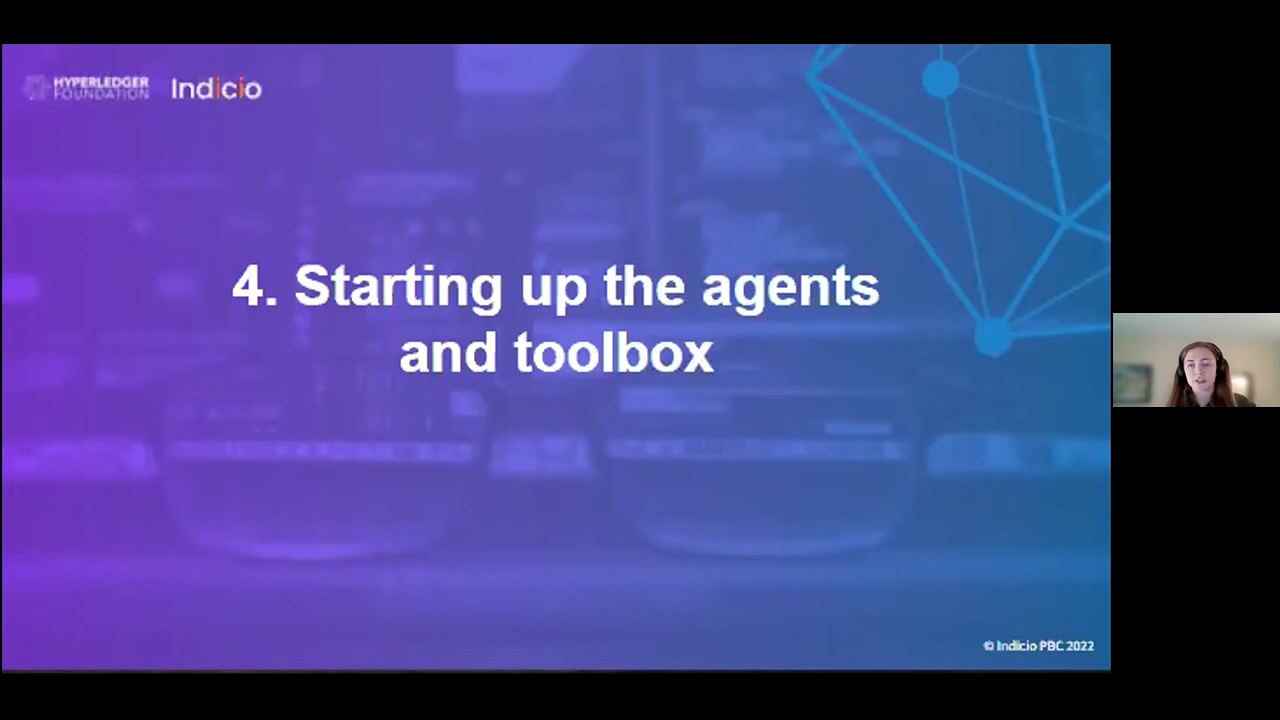 HYPERLEDGER
FOUNDATION
Indicio
4. Starting up the agents
and toolbox
© Indicio PBC 2022